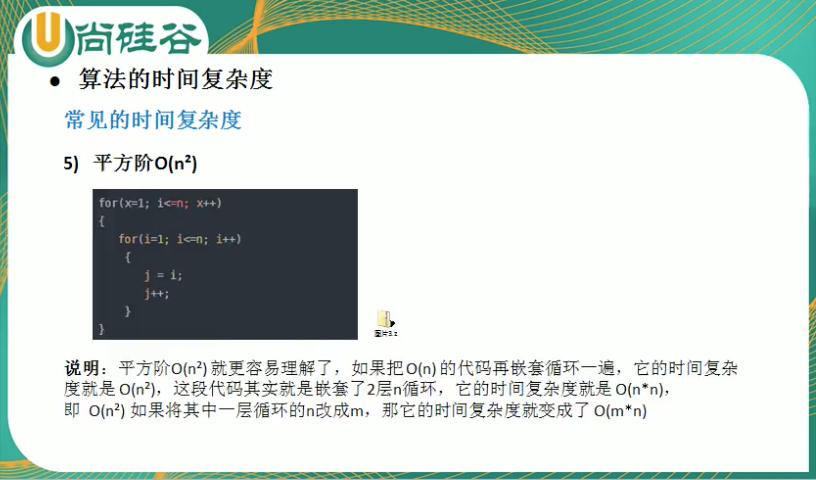 尚硅谷
● 算法的时间复杂度
常见的时间复杂度
5) 平方阶O(n²)
for(x=1; i<=n; x++)
{
for(i=1; i<=n; i++)
{
j = i;
j++;
}
}
图片3.z
说明：平方阶O(n²) 就更容易理解了，如果把 O(n) 的代码再嵌套循环一遍，它的时间复杂
度就是 O(n²)，这段代码其实就是嵌套了2层n循环，它的时间复杂度就是 O(n*n)，
即 O(n²) 如果将其中一层循环的n改成m，那它的时间复杂度就变成了 O(m*n)